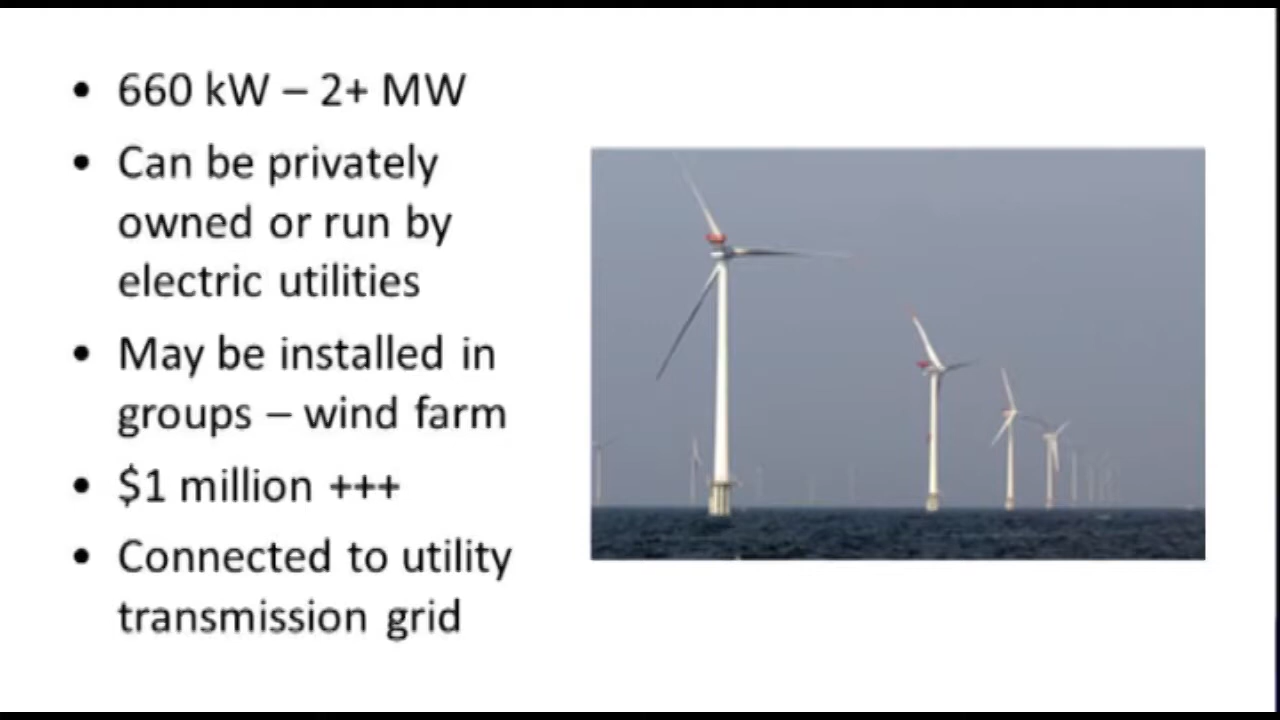 • 660 kW – 2+ MW
• Can be privately
owned or run by
electric utilities
• May be installed in
groups – wind farm
• $1 million +++
• Connected to utility
transmission grid